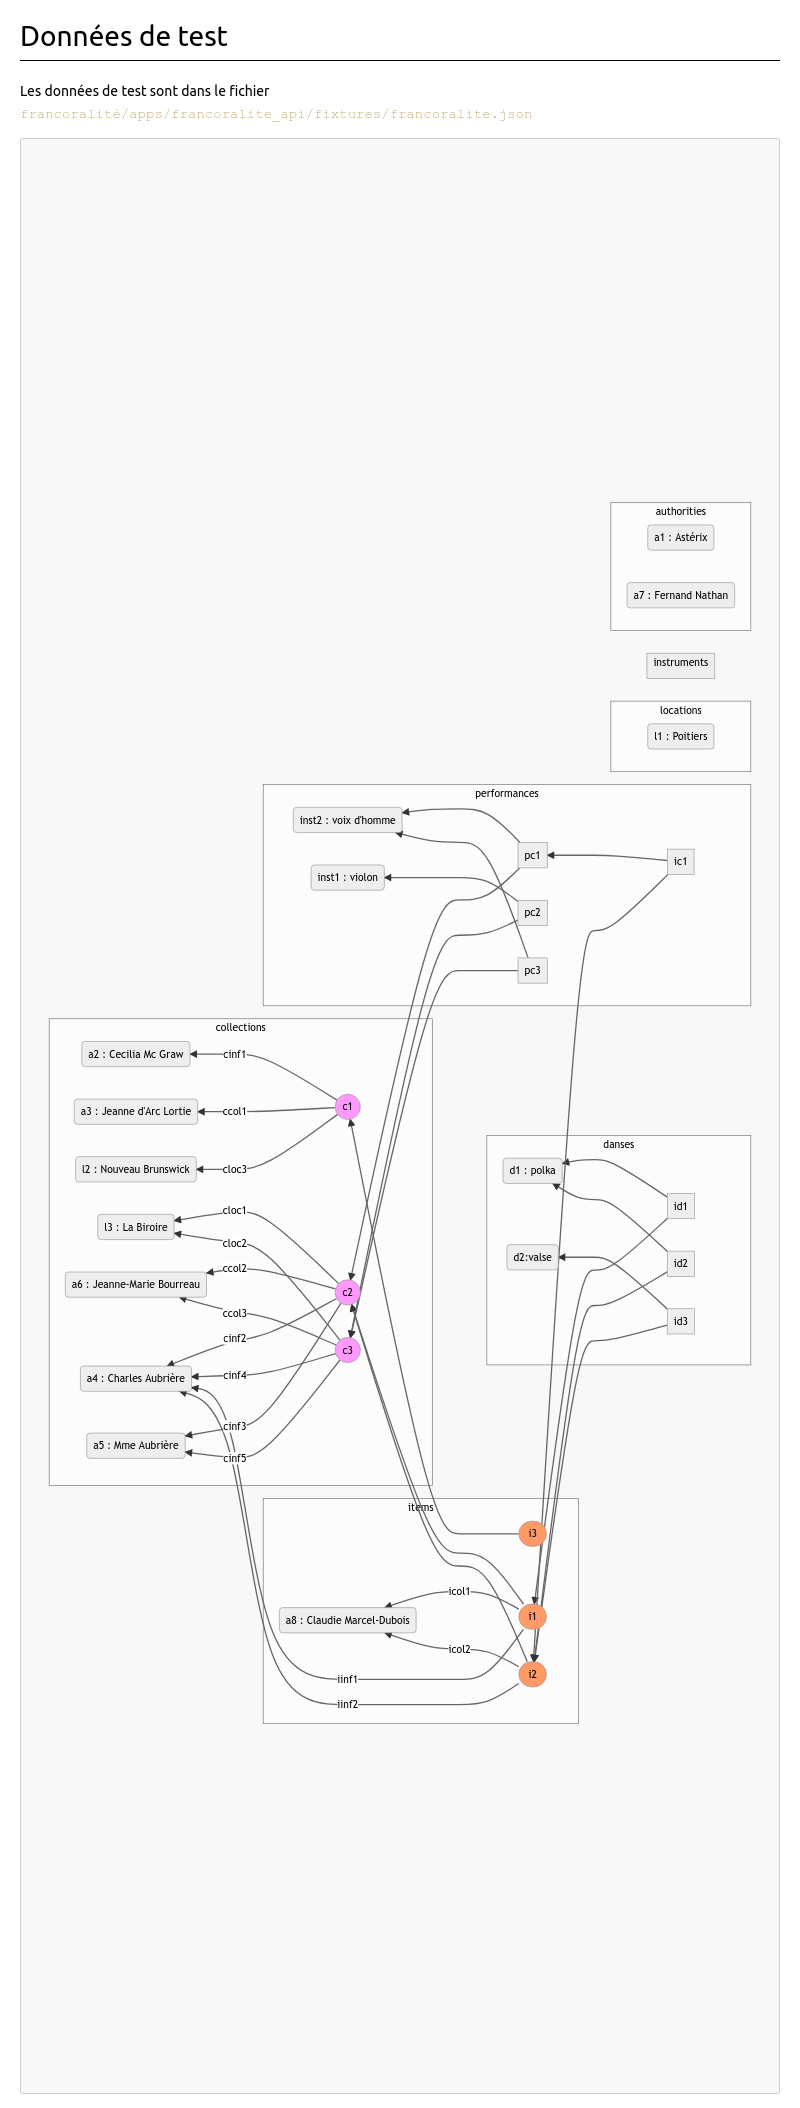 Données de test
Les données de test sont dans le fichier
francoralité/apps/francoralite_api/fixtures/francoralite.json
authorities
a1 : Astérix
a7 : Fernand Nathan
instruments
locations
l1 : Poitiers
performances
inst2 : voix d'homme
pc1
ic1
inst1 : violon
pc2
pc3
collections
a2 : Cecilia Mc Graw
cinf1
c1
a3 : Jeanne d'Arc Lortie
ccol1
l2 : Nouveau Brunswick
cloc3
l3 : La Biroire
cloc1
cloc2
a6 : Jeanne-Marie Bourreau
ccol2
c2
ccol3
cinf2
c3
a4 : Charles Aubrière
cinf4
cinf3
a5 : Mme Aubrière
cinf5
danses
d1 : polka
id1
d2:valse
id2
id3
items
i3
icol1
i1
a8 : Claudie Marcel-Dubois
icol2
i2
iinf1
iinf2